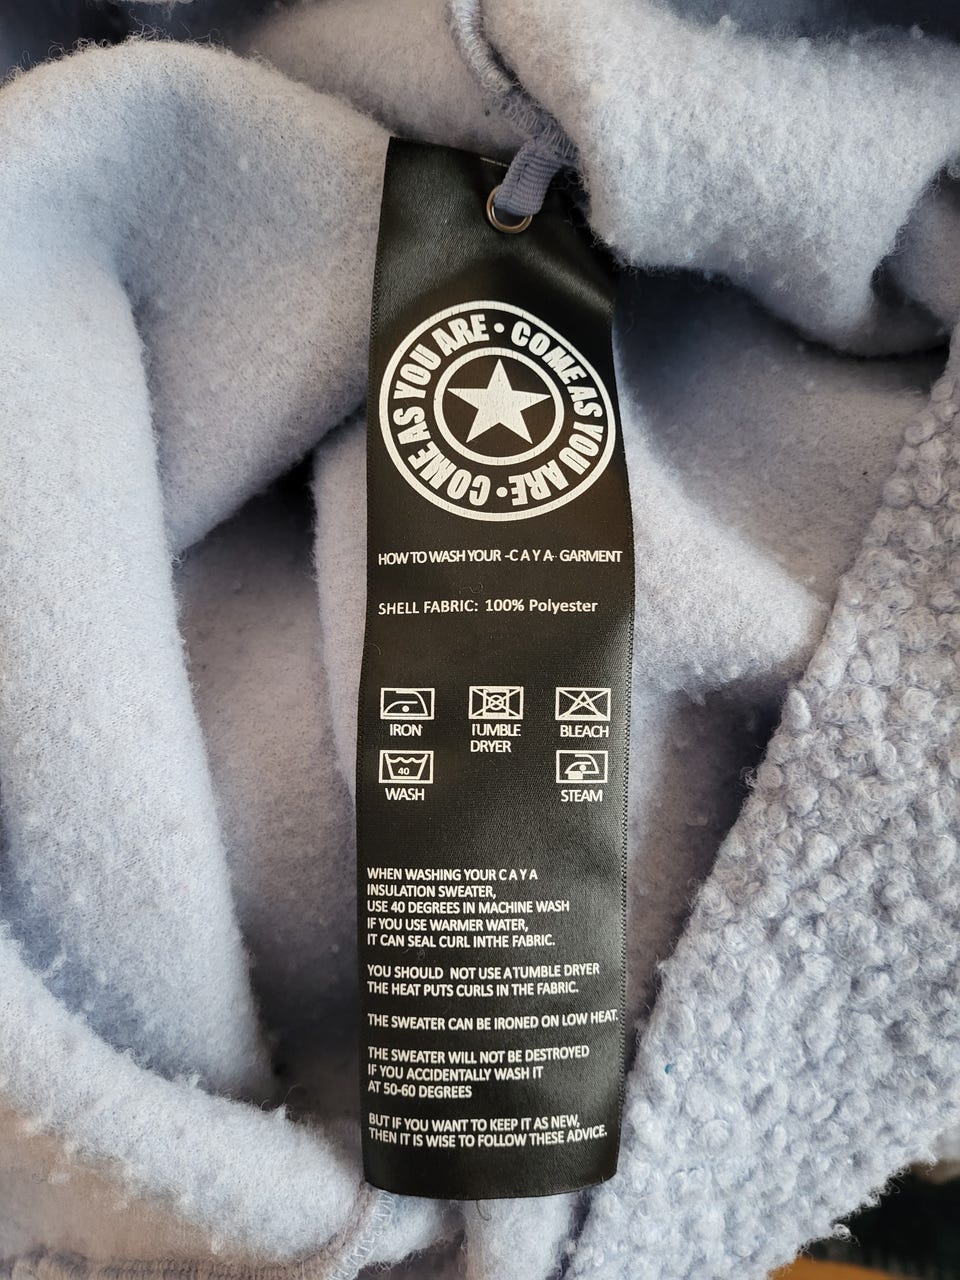 COME AS YOU ARE • COME AS YOU ARE •
HOW TO WASH YOUR -C A Y A- GARMENT
SHELL FABRIC: 100% Polyester
IRON
TUMBLE
DRYER
BLEACH
40
WASH
STEAM
WHEN WASHING YOUR C A Y A
INSULATION SWEATER,
USE 40 DEGREES IN MACHINE WASH
IF YOU USE WARMER WATER,
IT CAN SEAL CURL INTHE FABRIC.
YOU SHOULD NOT USE A TUMBLE DRYER
THE HEAT PUTS CURLS IN THE FABRIC.
THE SWEATER CAN BE IRONED ON LOW HEAT.
THE SWEATER WILL NOT BE DESTROYED
IF YOU ACCIDENTALLY WASH IT
AT 50-60 DEGREES
BUT IF YOU WANT TO KEEP IT AS NEW,
THEN IT IS WISE TO FOLLOW THESE ADVICE.